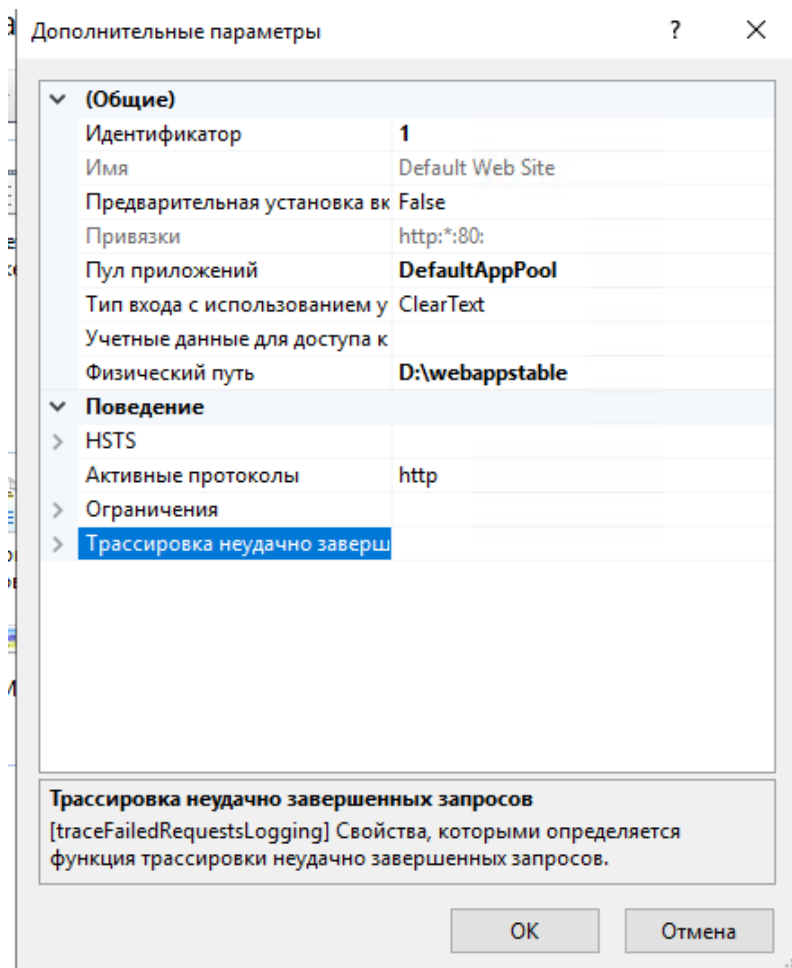 Дополнительные параметры ? ×
(Общие)
Идентификатор 1
Имя Default Web Site
Предварительная установка вк False
Привязки http:*:80:
Пул приложений DefaultAppPool
Тип входа с использованием у ClearText
Учетные данные для доступа к
Физический путь D:\webappstable
Поведение
HSTS
Активные протоколы http
Ограничения
Трассировка неудачно заверш
Трассировка неудачно завершенных запросов
[traceFailedRequestsLogging] Свойства, которыми определяется
функция трассировки неудачно завершенных запросов.
OK Отмена